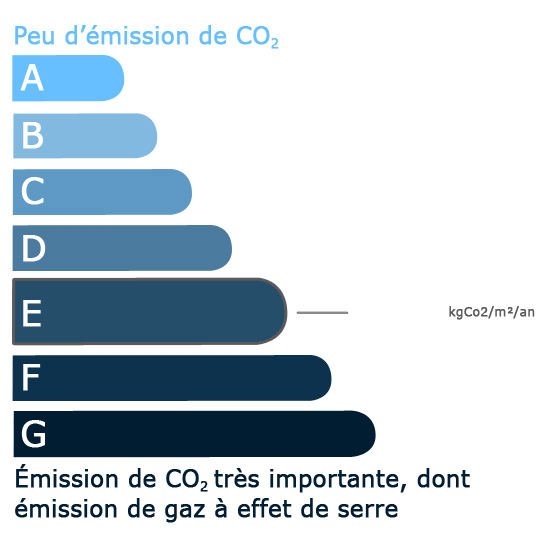 Peu d’émission de CO₂
A
B
C
D
E
kgCo2/m²/an
F
G
Émission de CO₂ très importante, dont
émission de gaz à effet de serre